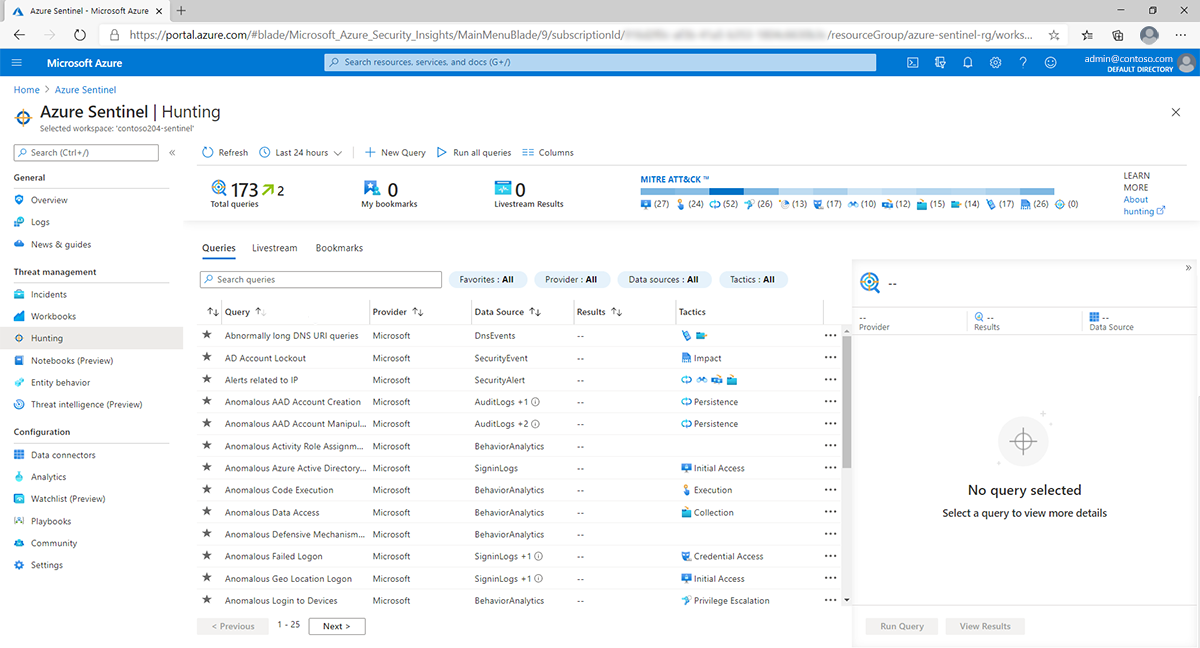 Azure Sentinel - Microsoft Azure
https://portal.azure.com/#blade/Microsoft_Azure_Security_Insights/MainMenuBlade/9/subscriptionId/
/resourceGroup/azure-sentinel-rg/works...
Microsoft Azure
Search resources, services, and docs (G+/)
admin@contoso.com
DEFAULT DIRECTORY
Home > Azure Sentinel
Azure Sentinel | Hunting
Selected workspace: 'contoso204-sentinel'
Search (Ctrl+/)
General
Overview
Logs
News & guides
Threat management
Incidents
Workbooks
Hunting
Notebooks (Preview)
Entity behavior
Threat intelligence (Preview)
Configuration
Data connectors
Analytics
Watchlist (Preview)
Playbooks
Community
Settings
Refresh Last 24 hours New Query Run all queries Columns
173 2
Total queries
0
My bookmarks
0
Livestream Results
MITRE ATT&CK™
(27) (24) (52) (26) (13) (17) (10) (12) (15) (14) (17) (26) (0)
LEARN
MORE
About
hunting
Queries Livestream Bookmarks
Search queries
Favorites : All Provider : All Data sources : All Tactics : All
Query Provider Data Source Results Tactics
Abnormally long DNS URI queries Microsoft DnsEvents --
AD Account Lockout Microsoft SecurityEvent -- Impact
Alerts related to IP Microsoft SecurityAlert --
Anomalous AAD Account Creation Microsoft AuditLogs +1 -- Persistence
Anomalous AAD Account Manipul... Microsoft AuditLogs +2 -- Persistence
Anomalous Activity Role Assignm... Microsoft BehaviorAnalytics --
Anomalous Azure Active Directory... Microsoft SigninLogs -- Initial Access
Anomalous Code Execution Microsoft BehaviorAnalytics -- Execution
Anomalous Data Access Microsoft BehaviorAnalytics -- Collection
Anomalous Defensive Mechanism... Microsoft BehaviorAnalytics --
Anomalous Failed Logon Microsoft SigninLogs +1 -- Credential Access
Anomalous Geo Location Logon Microsoft SigninLogs +1 -- Initial Access
Anomalous Login to Devices Microsoft BehaviorAnalytics -- Privilege Escalation
< Previous 1 - 25 Next >
--
-- -- --
Provider Results Data Source
No query selected
Select a query to view more details
Run Query View Results